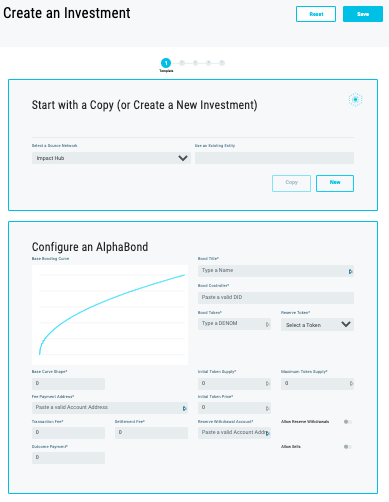 Create an Investment
Reset
Save
1
Template
Start with a Copy (or Create a New Investment)
Select a Source Network
Use an Existing Entity
Impact Hub
Copy
New
Configure an AlphaBond
Base Bonding Curve
Bond Title*
Type a Name
Bond Controller*
Paste a valid DID
Bond Token*
Reserve Token*
Type a DENOM
Select a Token
Base Curve Shape*
Initial Token Supply*
Maximum Token Supply*
0
0
0
Fee Payment Address*
Initial Token Price*
Paste a valid Account Address
0
Transaction Fee*
Settlement Fee*
Reserve Withdrawal Account*
Allow Reserve Withdrawals
0
0
Paste a valid Account Addre
Outcome Payment*
Allow Sells
0